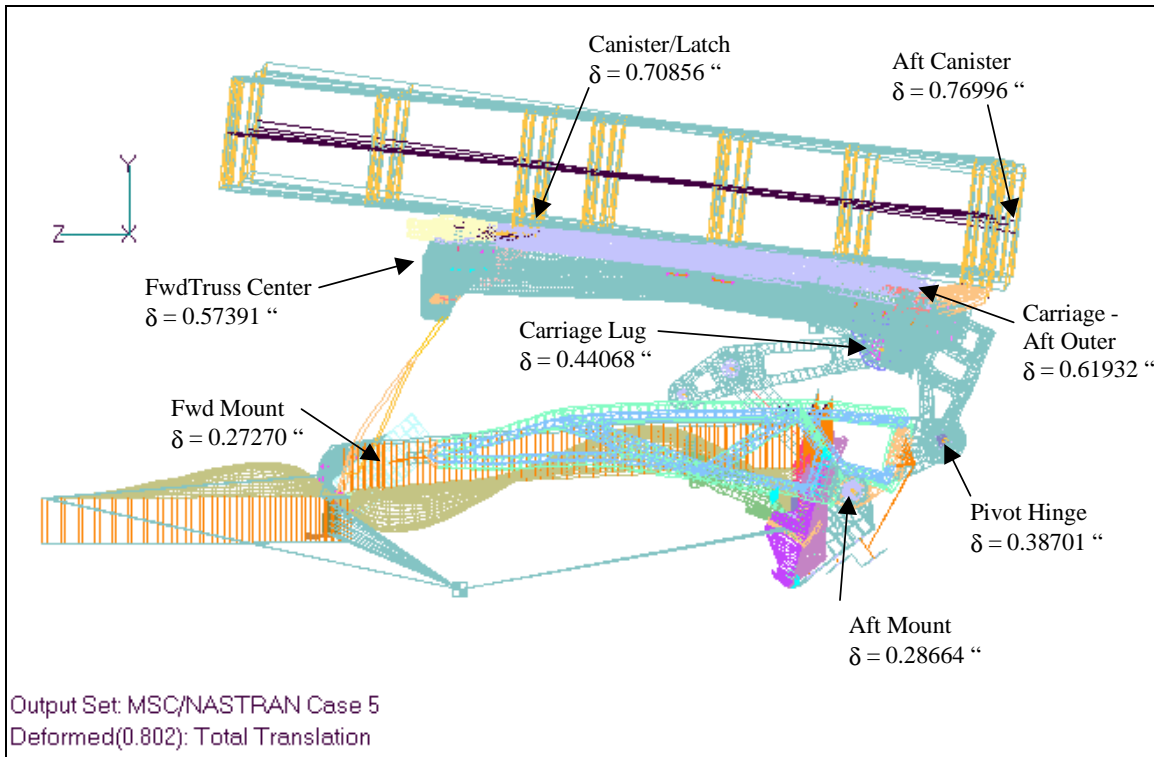 Canister/Latch
δ = 0.70856 “
Aft Canister
δ = 0.76996 “
Y
Z
X
FwdTruss Center
δ = 0.57391 “
Carriage Lug
δ = 0.44068 “
Carriage -
Aft Outer
δ = 0.61932 “
Fwd Mount
δ = 0.27270 “
Pivot Hinge
δ = 0.38701 “
Aft Mount
δ = 0.28664 “
Output Set: MSC/NASTRAN Case 5
Deformed(0.802): Total Translation